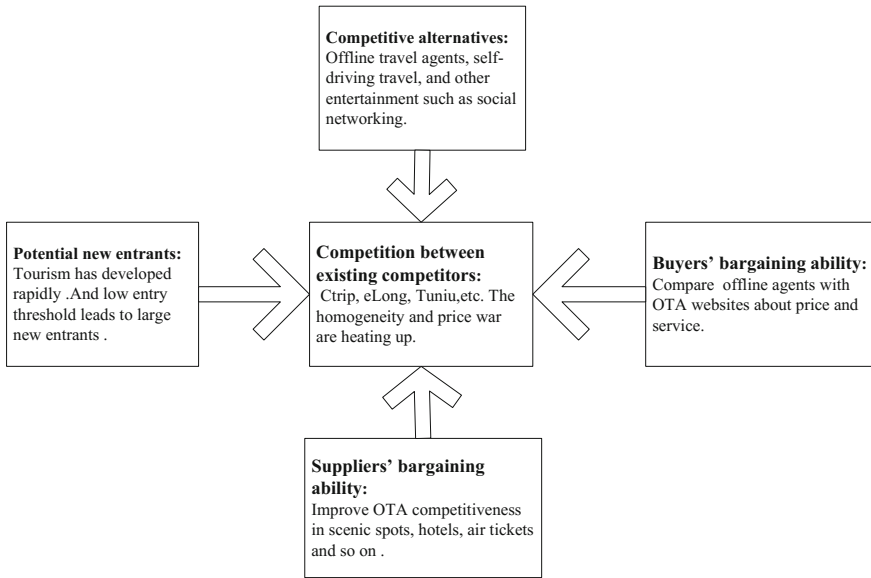 Competitive alternatives:
Offline travel agents, self-
driving travel, and other
entertainment such as social
networking.
Potential new entrants:
Tourism has developed
rapidly .And low entry
threshold leads to large
new entrants .
Competition between
existing competitors:
Ctrip, eLong, Tuniu,etc. The
homogeneity and price war
are heating up.
Buyers’ bargaining ability:
Compare offline agents with
OTA websites about price and
service.
Suppliers’ bargaining
ability:
Improve OTA competitiveness
in scenic spots, hotels, air tickets
and so on .